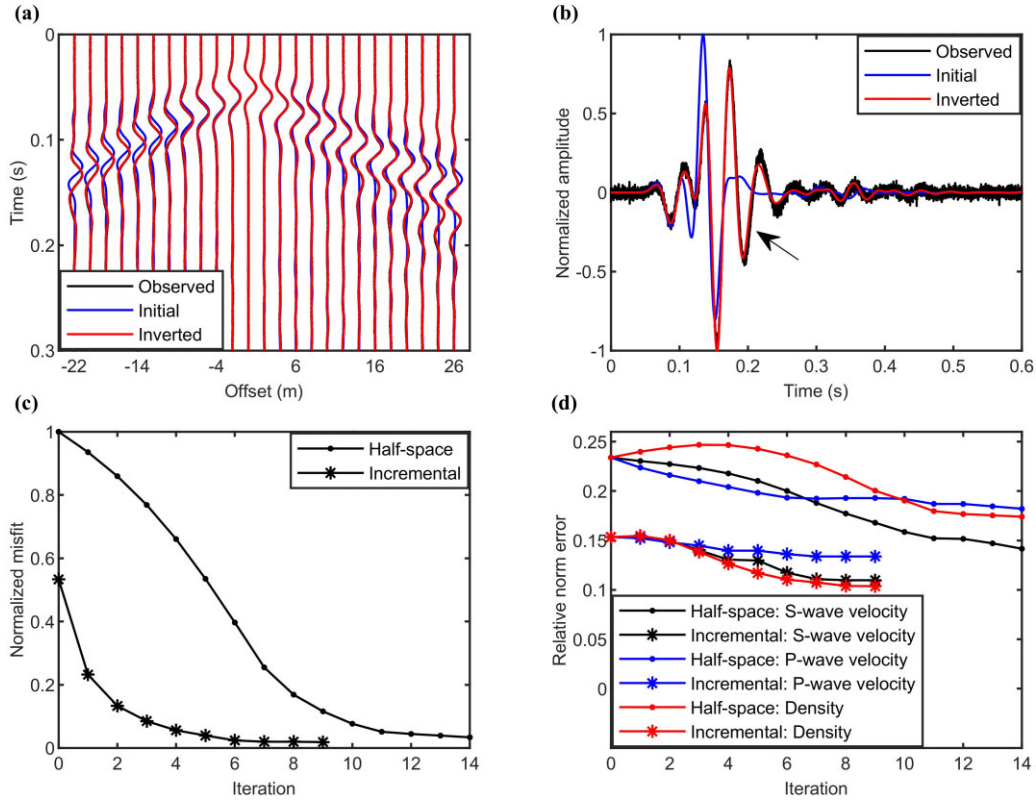 (a)
0
0.1
0.2
0.3
Time (s)
Observed
Initial
Inverted
-22 -14 -4 6 16 26
Offset (m)
(b)
1
0.5
0
-0.5
-1
Normalized amplitude
Observed
Initial
Inverted
0 0.1 0.2 0.3 0.4 0.5 0.6
Time (s)
(c)
1
0.8
0.6
0.4
0.2
0
Normalized misfit
Half-space
Incremental
0 2 4 6 8 10 12 14
Iteration
(d)
0.25
0.2
0.15
0.1
0.05
0
Relative norm error
Half-space: S-wave velocity
Incremental: S-wave velocity
Half-space: P-wave velocity
Incremental: P-wave velocity
Half-space: Density
Incremental: Density
0 2 4 6 8 10 12 14
Iteration